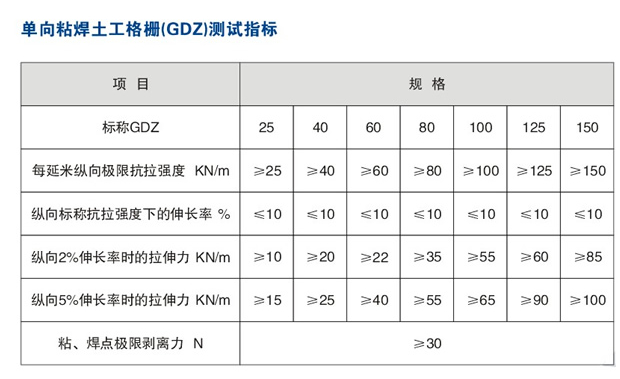 单向粘焊土工格栅(GDZ)测试指标
项 目 规 格
标称GDZ 25 40 60 80 100 125 150
每延米纵向极限抗拉强度 KN/m ≥25 ≥40 ≥60 ≥80 ≥100 ≥125 ≥150
纵向标称抗拉强度下的伸长率 % ≤10 ≤10 ≤10 ≤10 ≤10 ≤10 ≤10
纵向2%伸长率时的拉伸力 KN/m ≥10 ≥20 ≥22 ≥35 ≥55 ≥60 ≥85
纵向5%伸长率时的拉伸力 KN/m ≥15 ≥25 ≥40 ≥55 ≥65 ≥90 ≥100
粘、焊点极限剥离力 N ≥30